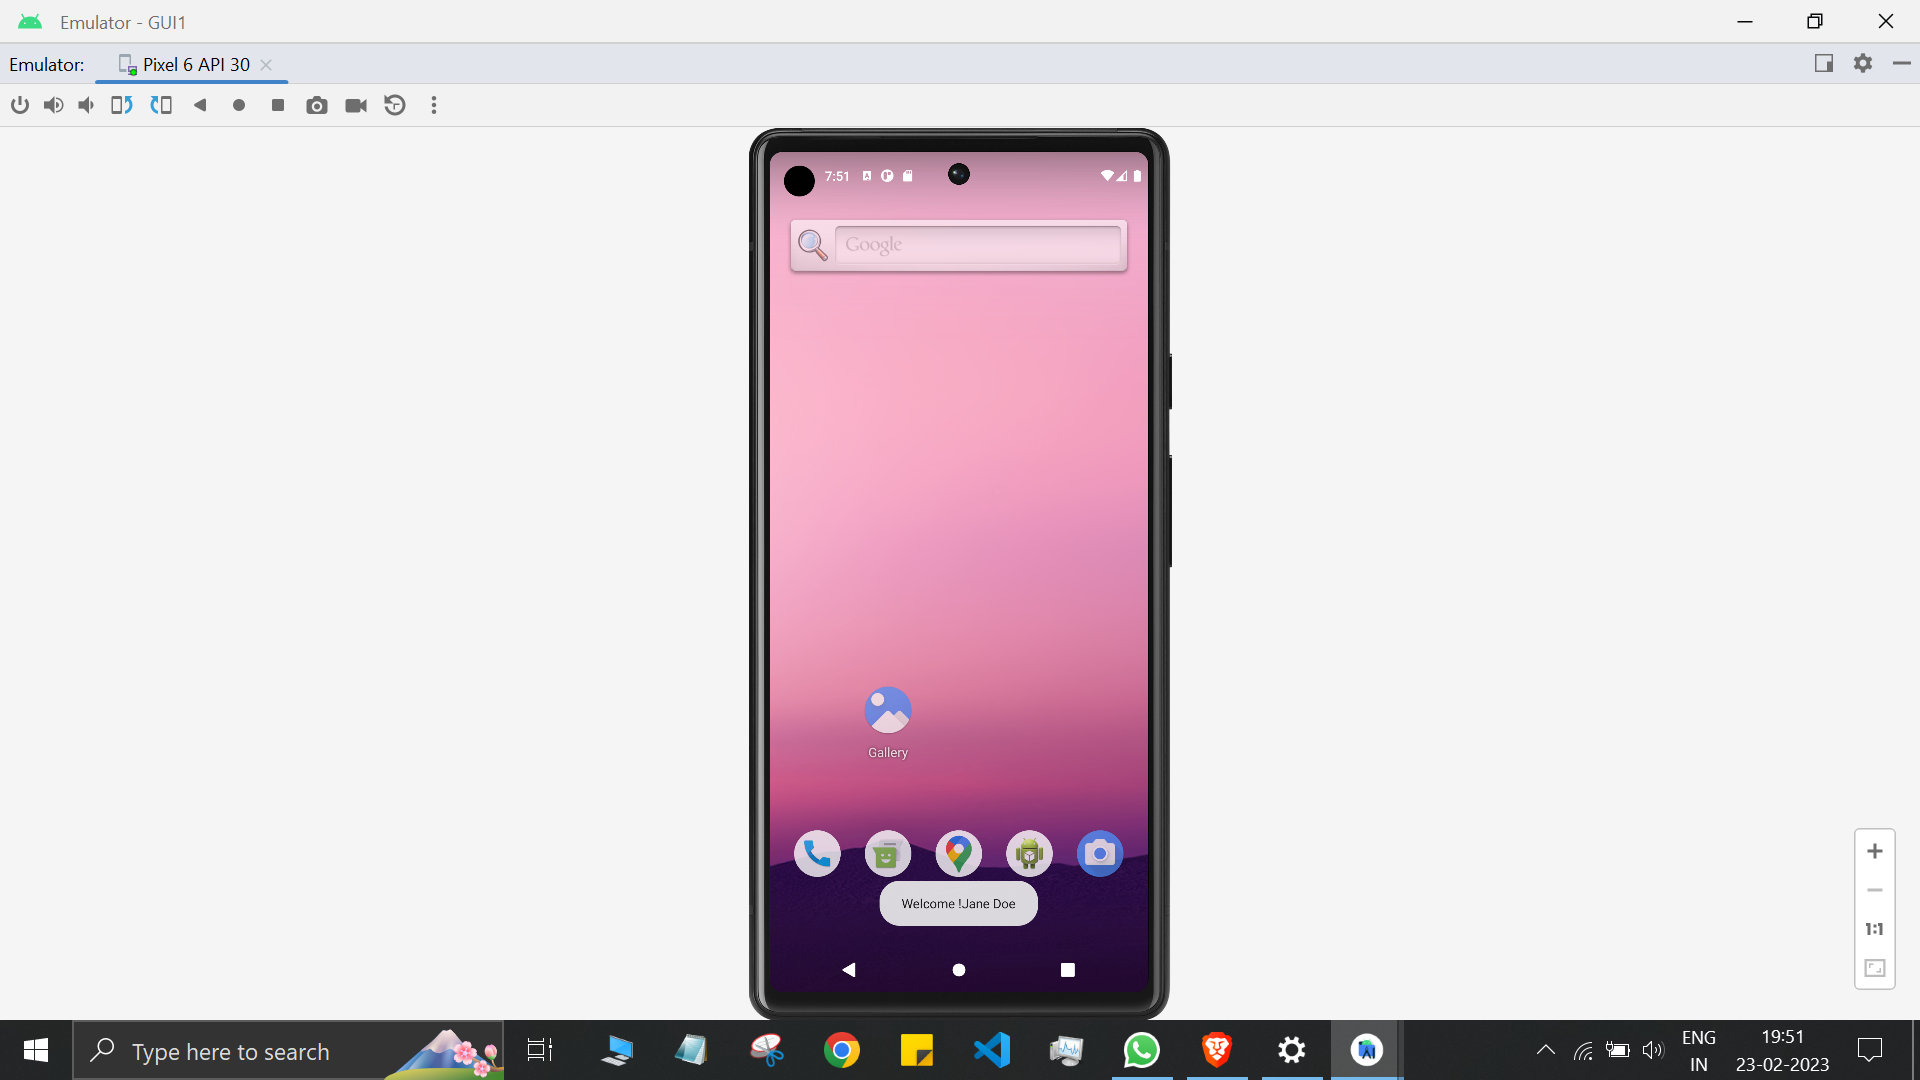 Emulator - GUI1
Emulator: Pixel 6 API 30
7:51
Google
Gallery
Welcome !Jane Doe
1:1
Type here to search
ENG
IN
19:51
23-02-2023